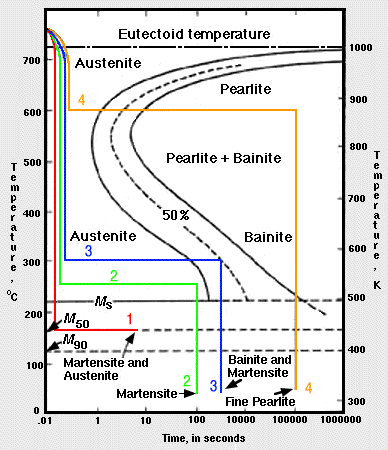 Eutectoid temperature
Austenite
Pearlite
4
Pearlite + Bainite
50%
Austenite
3
Bainite
2
Ms
M50
1
M90
Martensite and
Austenite
2
Martensite
3
Bainite and
Martensite
4
Fine Pearlite
700
600
500
400
300
200
100
Temperature, °C
1000
900
800
700
600
500
400
300
Temperature, K
.01
1
10
100
1000
10000
100000
1000000
Time, in seconds